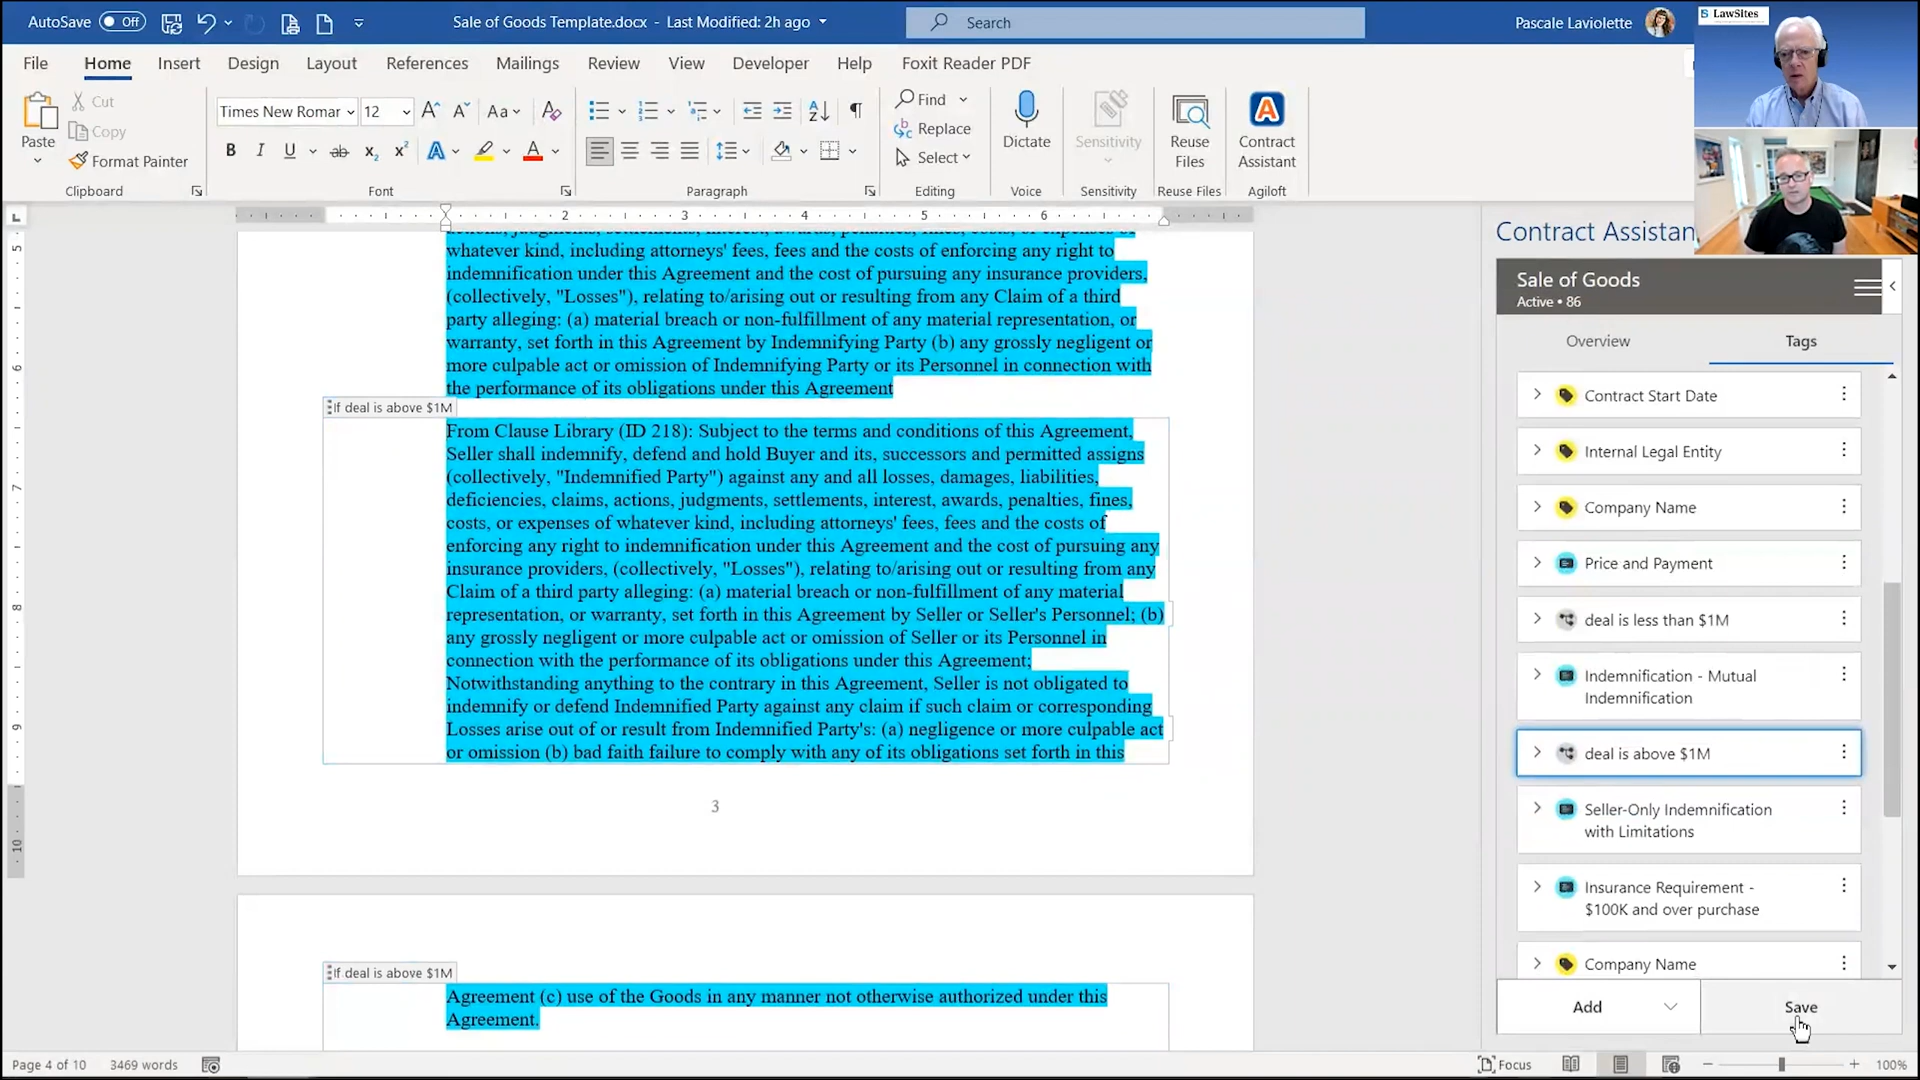 AutoSave Off
Sale of Goods Template.docx - Last Modified: 2h ago
Search
Pascale Laviolette
LawSites
File Home Insert Design Layout References Mailings Review View Developer Help Foxit Reader PDF
Paste
Cut
Copy
Format Painter
Clipboard
Times New Roman 12
Font
Paragraph
Find
Replace
Select
Editing
Dictate
Voice
Sensitivity
Sensitivity
Reuse Files
Reuse Files
Contract Assistant
Agiloft
2 3 4 5 6
5
6
7
8
9
10
whatever kind, including attorneys' fees, fees and the costs of enforcing any right to
indemnification under this Agreement and the cost of pursuing any insurance providers,
(collectively, "Losses"), relating to/arising out or resulting from any Claim of a third
party alleging: (a) material breach or non-fulfillment of any material representation, or
warranty, set forth in this Agreement by Indemnifying Party (b) any grossly negligent or
more culpable act or omission of Indemnifying Party or its Personnel in connection with
the performance of its obligations under this Agreement
If deal is above $1M
From Clause Library (ID 218): Subject to the terms and conditions of this Agreement,
Seller shall indemnify, defend and hold Buyer and its, successors and permitted assigns
(collectively, "Indemnified Party") against any and all losses, damages, liabilities,
deficiencies, claims, actions, judgments, settlements, interest, awards, penalties, fines,
costs, or expenses of whatever kind, including attorneys' fees, fees and the costs of
enforcing any right to indemnification under this Agreement and the cost of pursuing any
insurance providers, (collectively, "Losses"), relating to/arising out or resulting from any
Claim of a third party alleging: (a) material breach or non-fulfillment of any material
representation, or warranty, set forth in this Agreement by Seller or Seller's Personnel; (b)
any grossly negligent or more culpable act or omission of Seller or its Personnel in
connection with the performance of its obligations under this Agreement;
Notwithstanding anything to the contrary in this Agreement, Seller is not obligated to
indemnify or defend Indemnified Party against any claim if such claim or corresponding
Losses arise out of or result from Indemnified Party's: (a) negligence or more culpable act
or omission (b) bad faith failure to comply with any of its obligations set forth in this
3
If deal is above $1M
Agreement (c) use of the Goods in any manner not otherwise authorized under this
Agreement.
Contract Assistan
Sale of Goods
Active • 86
Overview Tags
Contract Start Date
Internal Legal Entity
Company Name
Price and Payment
deal is less than $1M
Indemnification - Mutual
Indemnification
deal is above $1M
Seller-Only Indemnification
with Limitations
Insurance Requirement -
$100K and over purchase
Company Name
Add Save
Page 4 of 10 3469 words
Focus
100%